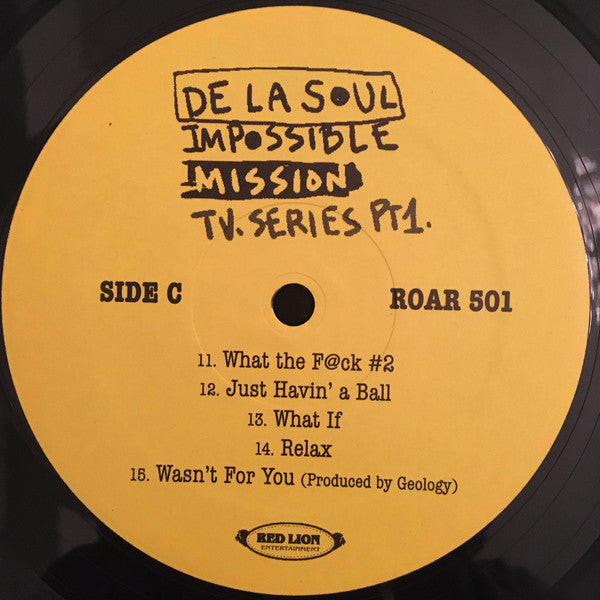 DE LA SOUL
IMPOSSIBLE
MISSION
TV. SERIES PT1.
SIDE C
ROAR 501
11. What the F@ck #2
12. Just Havin' a Ball
13. What If
14. Relax
15. Wasn't For You (Produced by Geology)
RED LION
ENTERTAINMENT